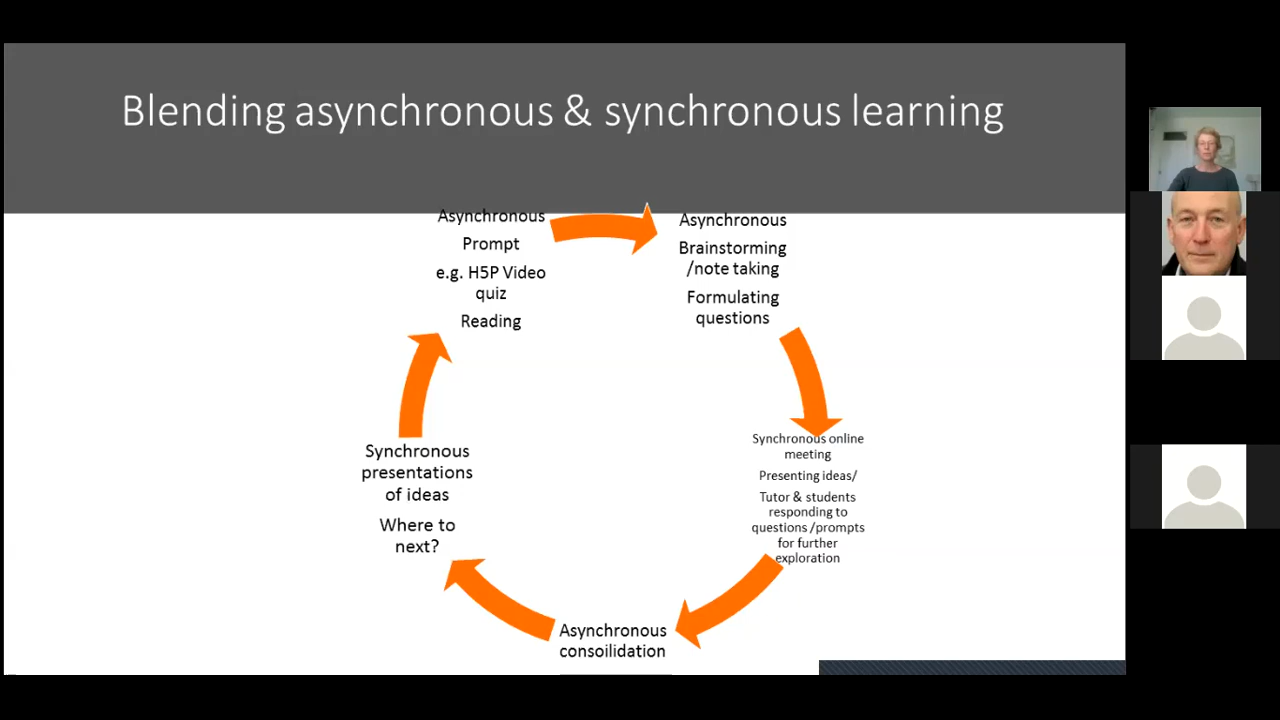 Blending asynchronous & synchronous learning
Asynchronous
Prompt
e.g. H5P Video
quiz
Reading
Asynchronous
Brainstorming
/note taking
Formulating
questions
Synchronous online
meeting
Presenting ideas/
Tutor & students
responding to
questions /prompts
for further
exploration
Asynchronous
consoilidation
Synchronous
presentations
of ideas
Where to
next?